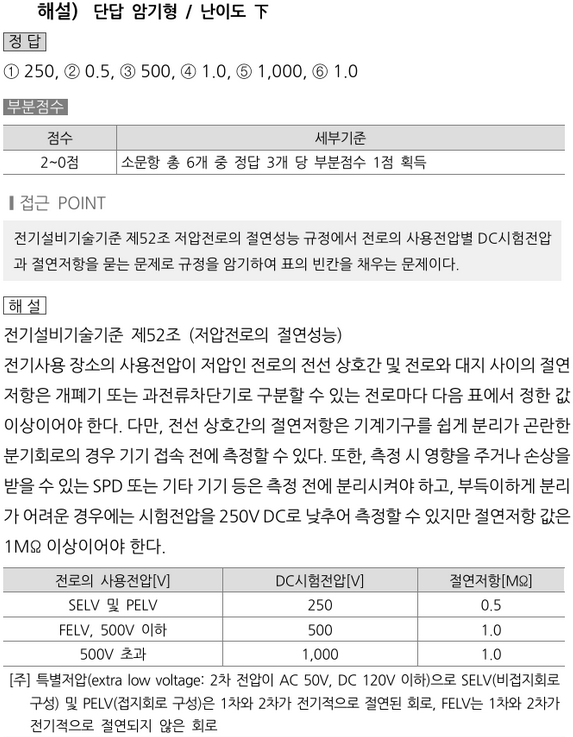 해설) 단답 암기형 / 난이도 下
정 답
① 250, ② 0.5, ③ 500, ④ 1.0, ⑤ 1,000, ⑥ 1.0
부분점수
점수 세부기준
2~0점 소문항 총 6개 중 정답 3개 당 부분점수 1점 획득
접근 POINT
전기설비기술기준 제52조 저압전로의 절연성능 규정에서 전로의 사용전압별 DC시험전압
과 절연저항을 묻는 문제로 규정을 암기하여 표의 빈칸을 채우는 문제이다.
해 설
전기설비기술기준 제52조 (저압전로의 절연성능)
전기사용 장소의 사용전압이 저압인 전로의 전선 상호간 및 전로와 대지 사이의 절연
저항은 개폐기 또는 과전류차단기로 구분할 수 있는 전로마다 다음 표에서 정한 값
이상이어야 한다. 다만, 전선 상호간의 절연저항은 기계기구를 쉽게 분리가 곤란한
분기회로의 경우 기기 접속 전에 측정할 수 있다. 또한, 측정 시 영향을 주거나 손상을
받을 수 있는 SPD 또는 기타 기기 등은 측정 전에 분리시켜야 하고, 부득이하게 분리
가 어려운 경우에는 시험전압을 250V DC로 낮추어 측정할 수 있지만 절연저항 값은
1MΩ 이상이어야 한다.
전로의 사용전압[V] DC시험전압[V] 절연저항[MΩ]
SELV 및 PELV 250 0.5
FELV, 500V 이하 500 1.0
500V 초과 1,000 1.0
[주] 특별저압(extra low voltage: 2차 전압이 AC 50V, DC 120V 이하)으로 SELV(비접지회로
구성) 및 PELV(접지회로 구성)은 1차와 2차가 전기적으로 절연된 회로, FELV는 1차와 2차가
전기적으로 절연되지 않은 회로